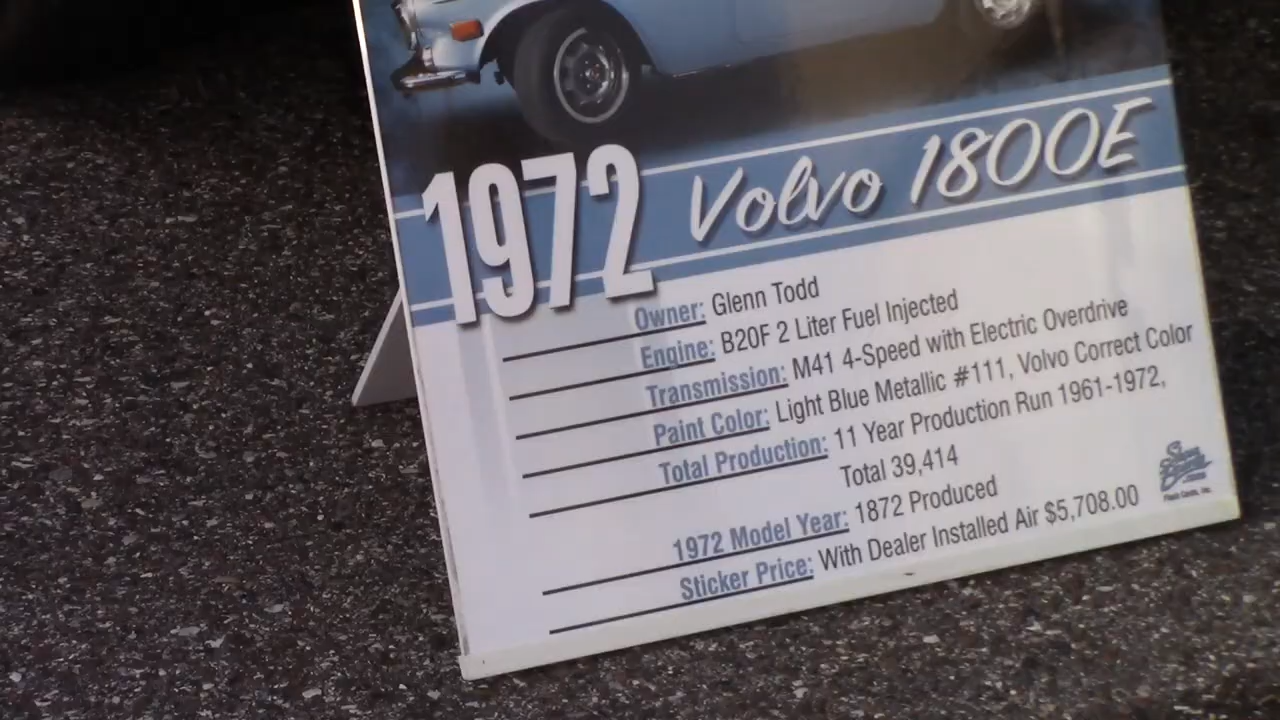 1972 Volvo 1800E
Owner: Glenn Todd
Engine: B20F 2 Liter Fuel Injected
Transmission: M41 4-Speed with Electric Overdrive
Paint Color: Light Blue Metallic #111, Volvo Correct Color
Total Production: 11 Year Production Run 1961-1972,
Total 39,414
1972 Model Year: 1872 Produced
Sticker Price: With Dealer Installed Air $5,708.00